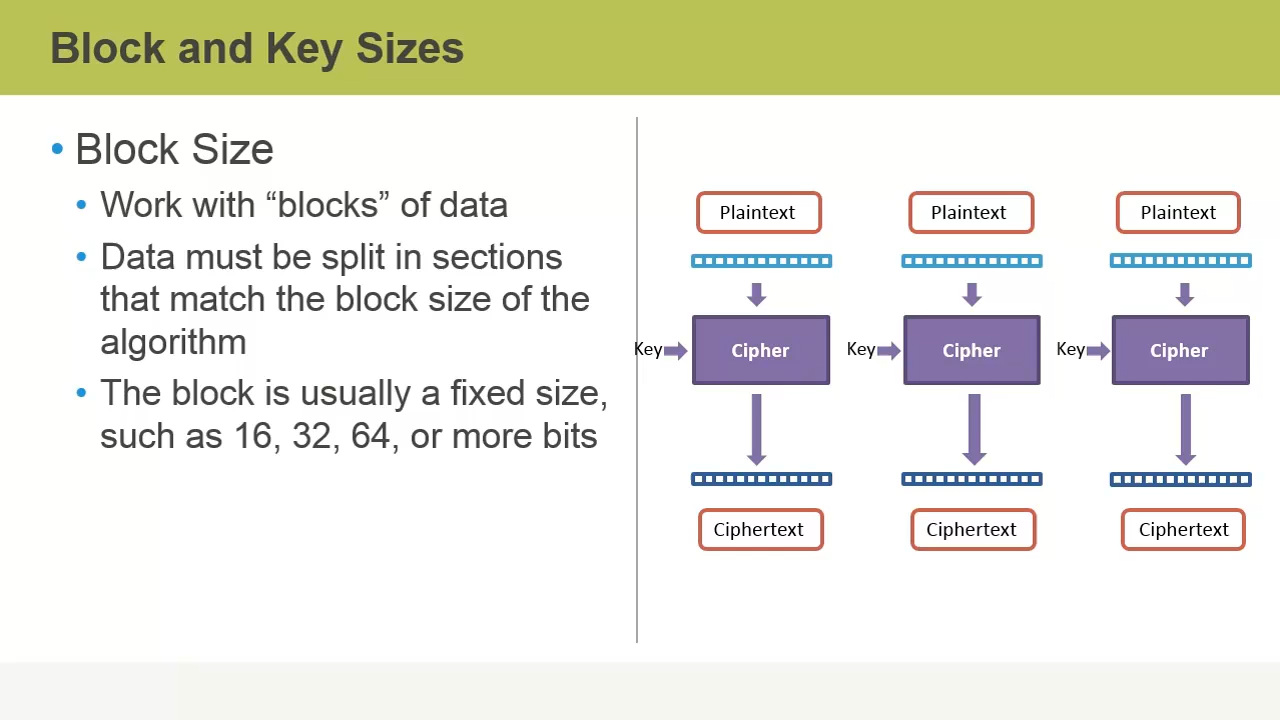 Block and Key Sizes
• Block Size
• Work with “blocks” of data
• Data must be split in sections
that match the block size of the
algorithm
• The block is usually a fixed size,
such as 16, 32, 64, or more bits
Plaintext Plaintext Plaintext
Key Cipher Key Cipher Key Cipher
Ciphertext Ciphertext Ciphertext